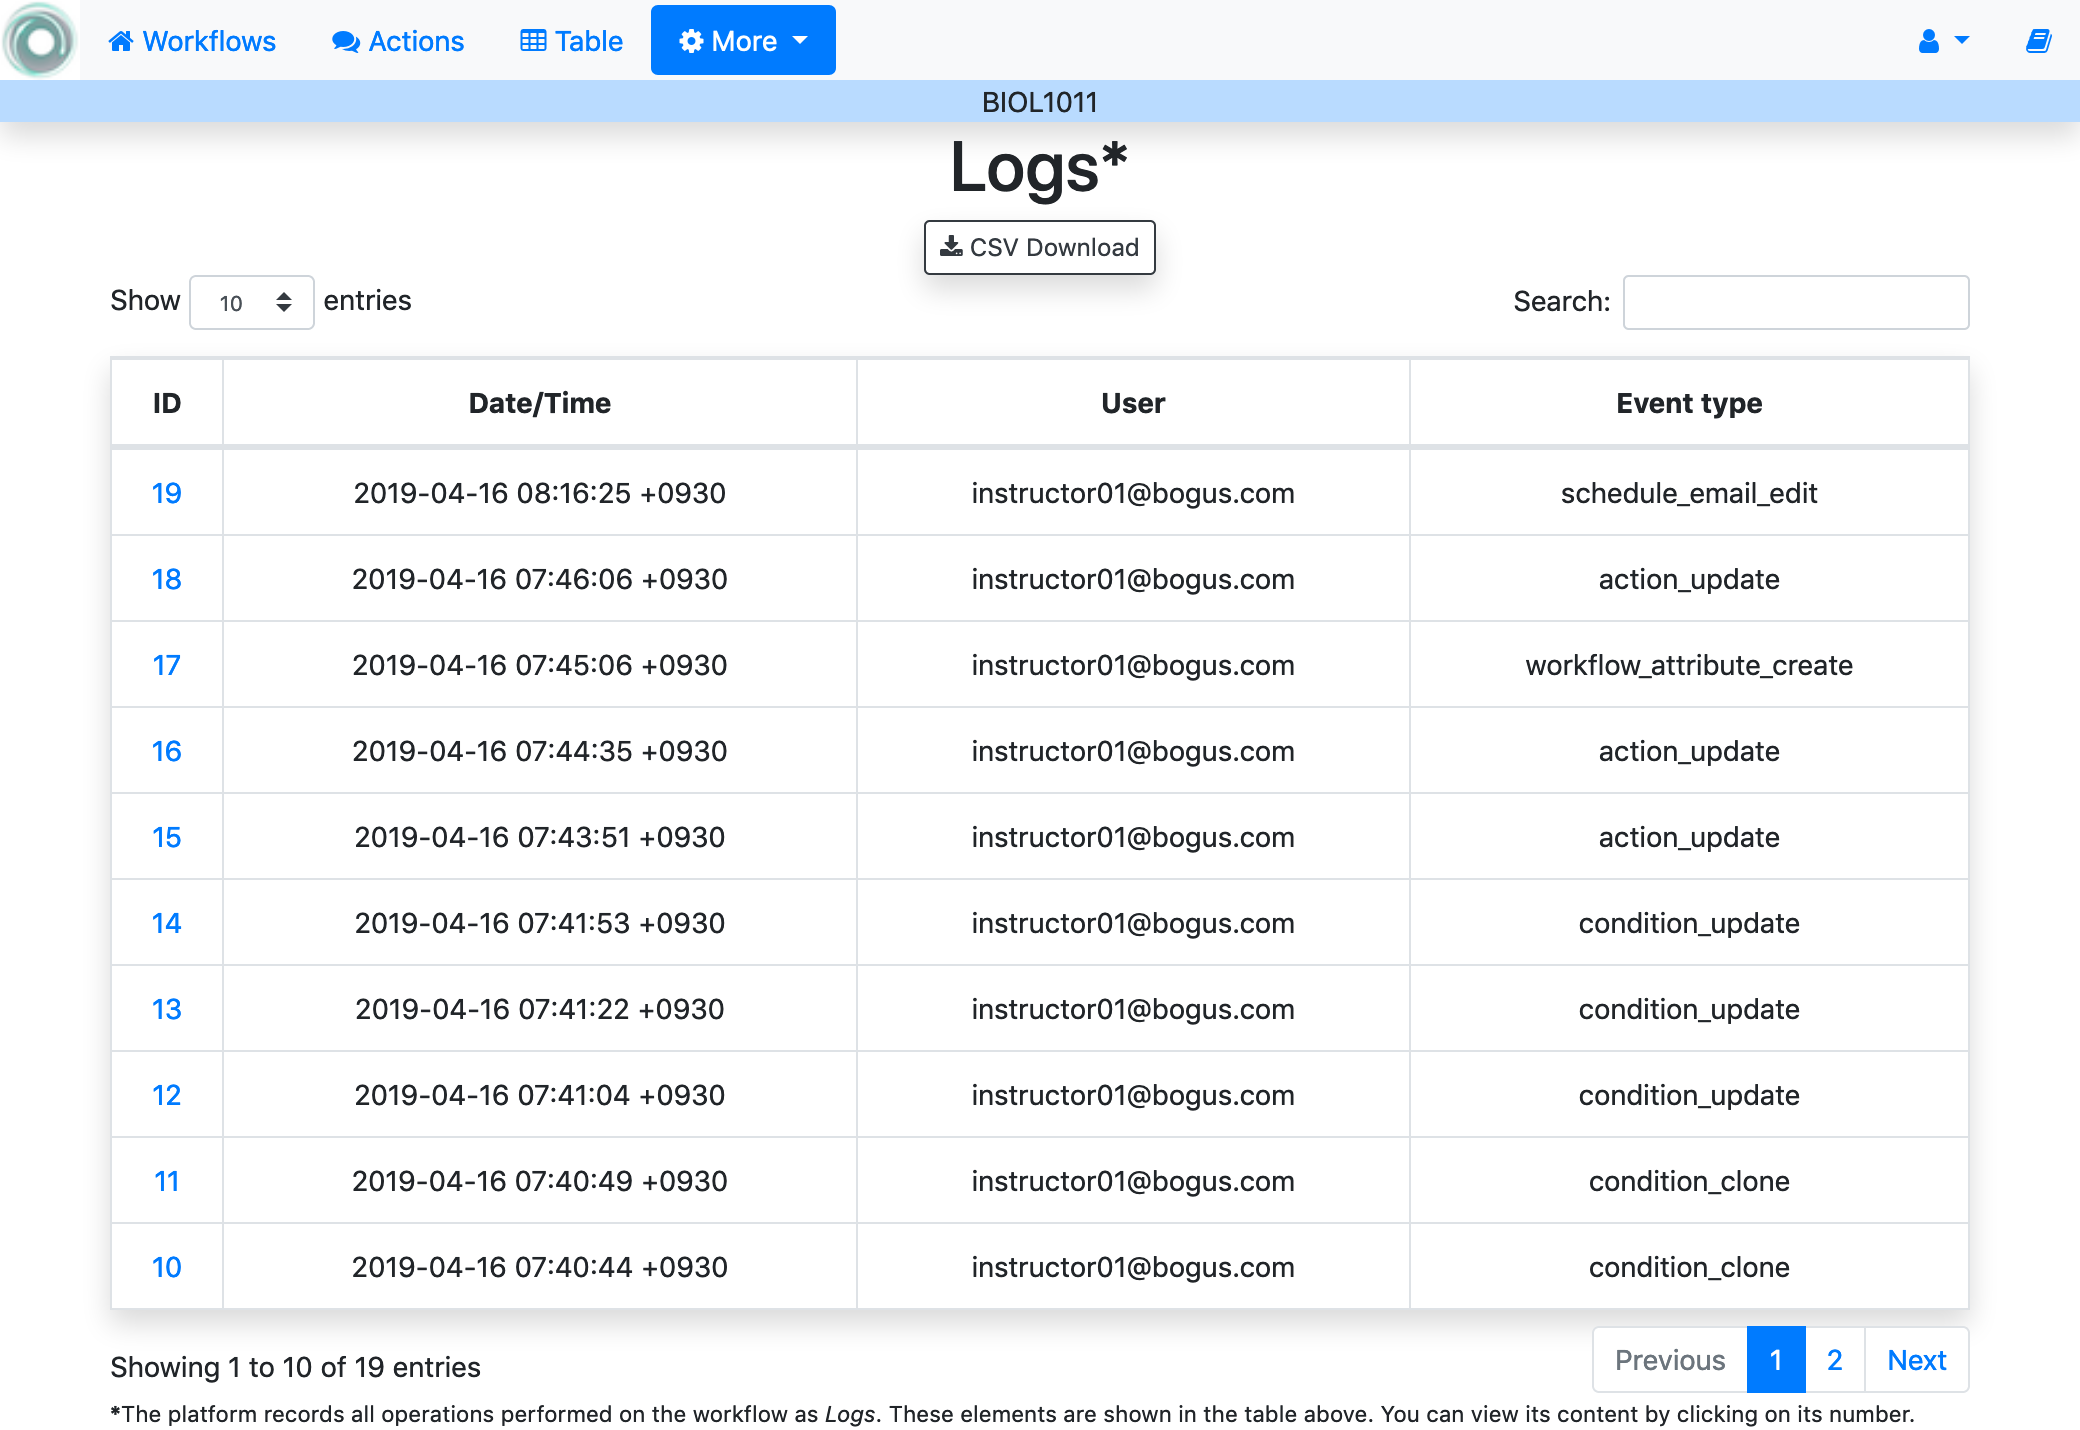 Workflows Actions Table More
BIOL1011
Logs*
CSV Download
Show 10 entries Search:
ID Date/Time User Event type
19 2019-04-16 08:16:25 +0930 instructor01@bogus.com schedule_email_edit
18 2019-04-16 07:46:06 +0930 instructor01@bogus.com action_update
17 2019-04-16 07:45:06 +0930 instructor01@bogus.com workflow_attribute_create
16 2019-04-16 07:44:35 +0930 instructor01@bogus.com action_update
15 2019-04-16 07:43:51 +0930 instructor01@bogus.com action_update
14 2019-04-16 07:41:53 +0930 instructor01@bogus.com condition_update
13 2019-04-16 07:41:22 +0930 instructor01@bogus.com condition_update
12 2019-04-16 07:41:04 +0930 instructor01@bogus.com condition_update
11 2019-04-16 07:40:49 +0930 instructor01@bogus.com condition_clone
10 2019-04-16 07:40:44 +0930 instructor01@bogus.com condition_clone
Showing 1 to 10 of 19 entries Previous 1 2 Next
*The platform records all operations performed on the workflow as Logs. These elements are shown in the table above. You can view its content by clicking on its number.